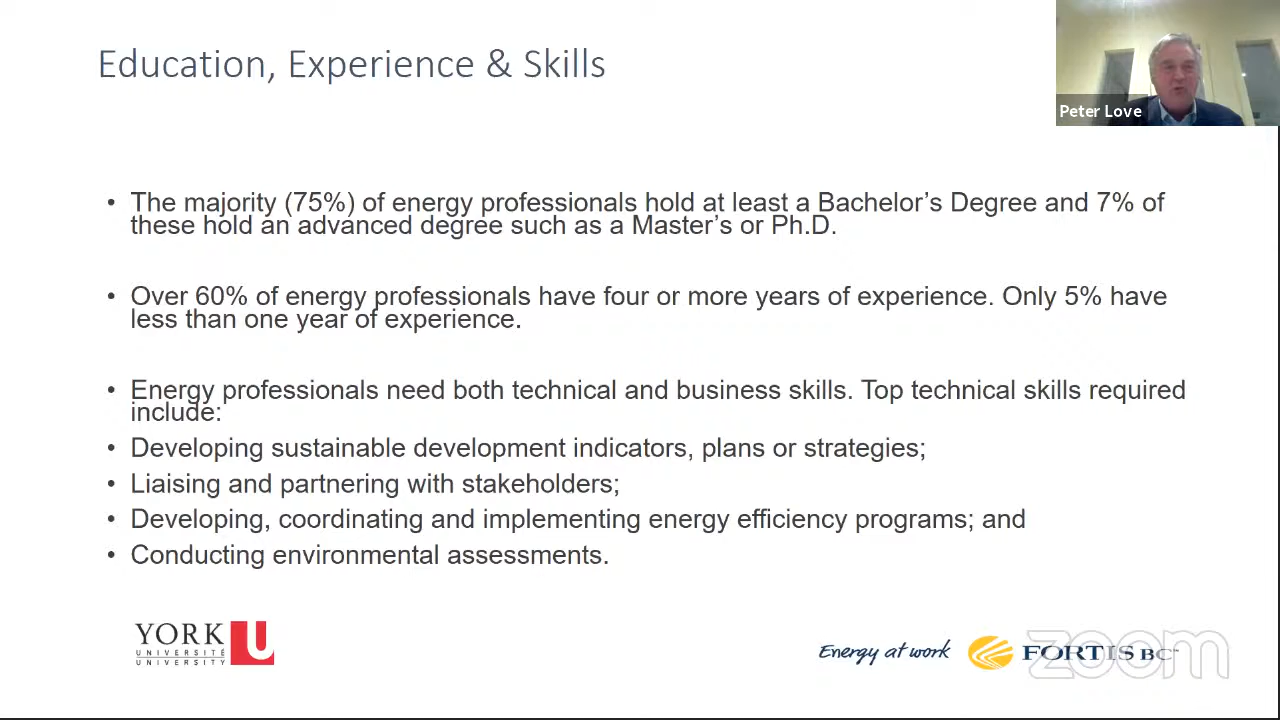 Education, Experience & Skills
Peter Love
• The majority (75%) of energy professionals hold at least a Bachelor’s Degree and 7% of
these hold an advanced degree such as a Master’s or Ph.D.
• Over 60% of energy professionals have four or more years of experience. Only 5% have
less than one year of experience.
• Energy professionals need both technical and business skills. Top technical skills required
include:
• Developing sustainable development indicators, plans or strategies;
• Liaising and partnering with stakeholders;
• Developing, coordinating and implementing energy efficiency programs; and
• Conducting environmental assessments.
YORK U
UNIVERSITÉ
UNIVERSITY
Energy at work FORTIS BC™
zoom